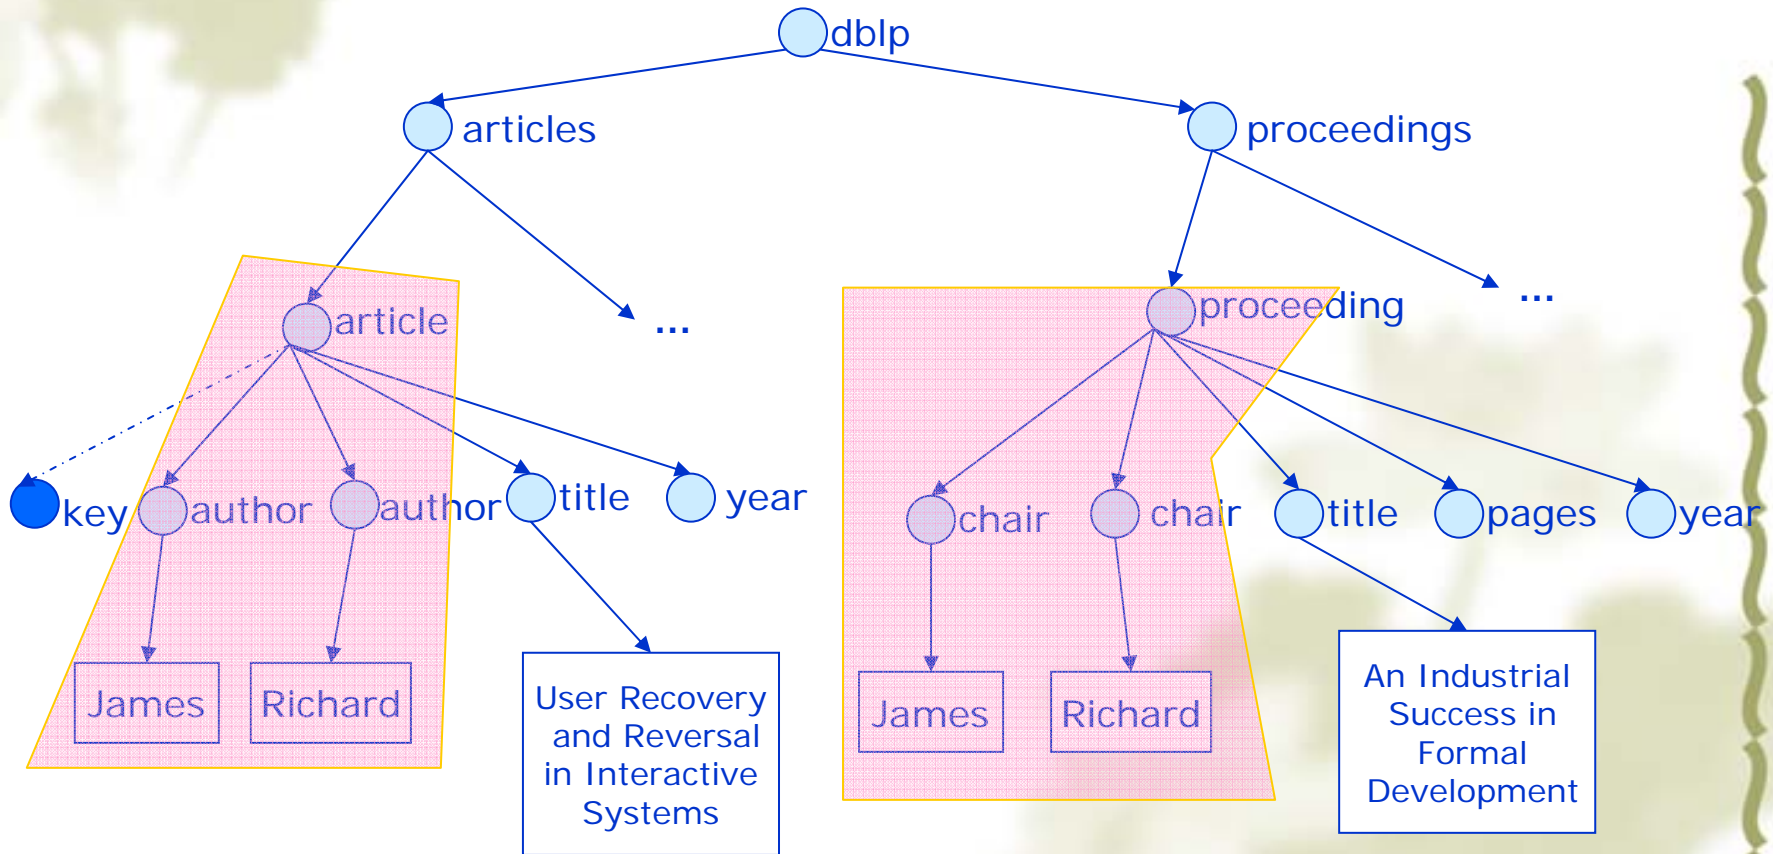 dblp
articles
proceedings
article
...
proceeding
...
key
author
author
title
year
chair
chair
title
pages
year
James
Richard
User Recovery
and Reversal
in Interactive
Systems
James
Richard
An Industrial
Success in
Formal
Development